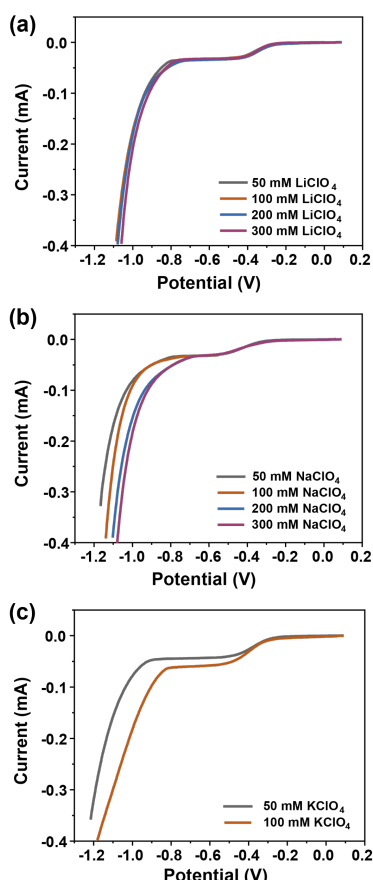 (a)
0.0
-0.1
-0.2
-0.3
-0.4
Current (mA)
50 mM LiClO₄
100 mM LiClO₄
200 mM LiClO₄
300 mM LiClO₄
-1.2 -1.0 -0.8 -0.6 -0.4 -0.2 0.0 0.2
Potential (V)
(b)
0.0
-0.1
-0.2
-0.3
-0.4
Current (mA)
50 mM NaClO₄
100 mM NaClO₄
200 mM NaClO₄
300 mM NaClO₄
-1.2 -1.0 -0.8 -0.6 -0.4 -0.2 0.0 0.2
Potential (V)
(c)
0.0
-0.1
-0.2
-0.3
-0.4
Current (mA)
50 mM KClO₄
100 mM KClO₄
-1.2 -1.0 -0.8 -0.6 -0.4 -0.2 0.0 0.2
Potential (V)